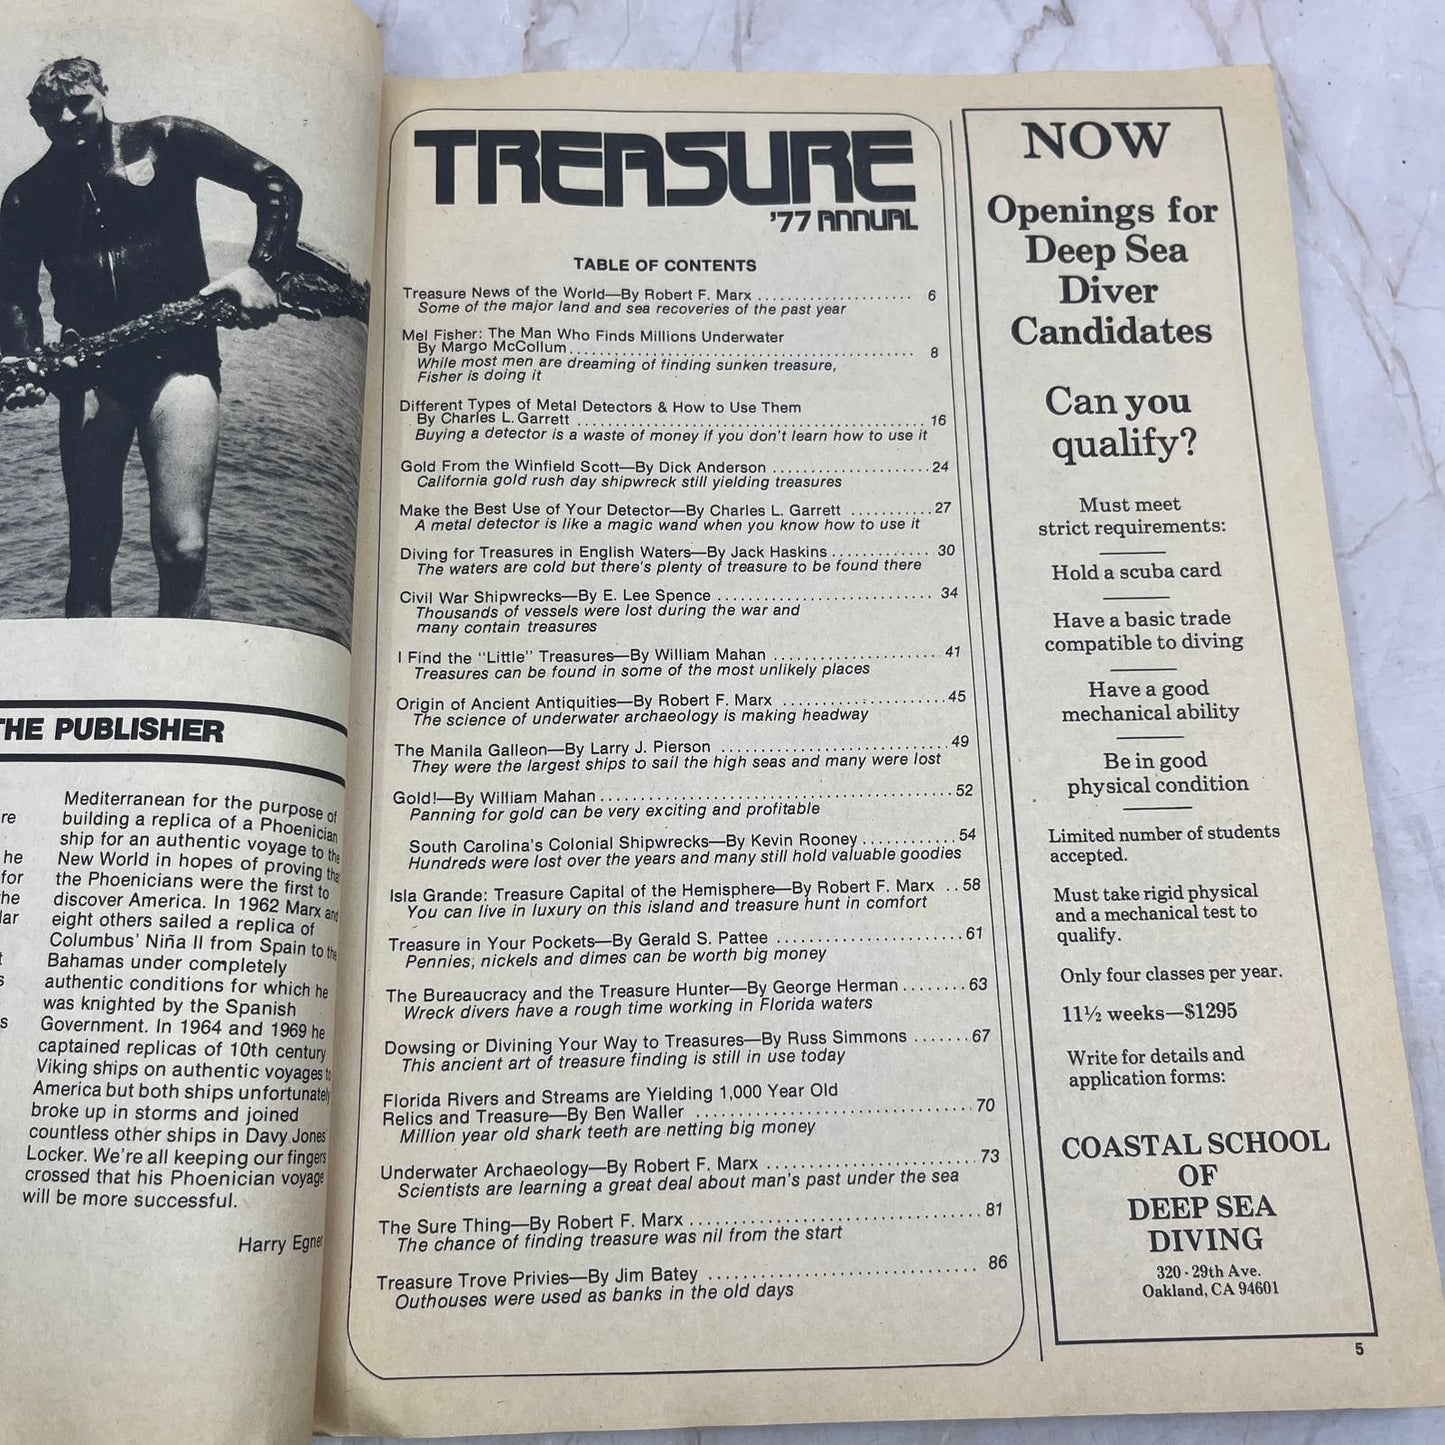 THE PUBLISHER
re
he
for
he
lar
t
s
s
Mediterranean for the purpose of
building a replica of a Phoenician
ship for an authentic voyage to the
New World in hopes of proving that
the Phoenicians were the first to
discover America. In 1962 Marx and
eight others sailed a replica of
Columbus' Niña II from Spain to the
Bahamas under completely
authentic conditions for which he
was knighted by the Spanish
Government. In 1964 and 1969 he
captained replicas of 10th century
Viking ships on authentic voyages to
America but both ships unfortunately
broke up in storms and joined
countless other ships in Davy Jones'
Locker. We're all keeping our fingers
crossed that his Phoenician voyage
will be more successful.
Harry Egner
TREASURE
'77 ANNUAL
TABLE OF CONTENTS
Treasure News of the World—By Robert F. Marx ..................... 6
Some of the major land and sea recoveries of the past year
Mel Fisher: The Man Who Finds Millions Underwater
By Margo McCollum............................................. 8
While most men are dreaming of finding sunken treasure,
Fisher is doing it
Different Types of Metal Detectors & How to Use Them
By Charles L. Garrett .............................................. 16
Buying a detector is a waste of money if you don't learn how to use it
Gold From the Winfield Scott—By Dick Anderson .....................24
California gold rush day shipwreck still yielding treasures
Make the Best Use of Your Detector—By Charles L. Garrett ...........27
A metal detector is like a magic wand when you know how to use it
Diving for Treasures in English Waters—By Jack Haskins ............. 30
The waters are cold but there's plenty of treasure to be found there
Civil War Shipwrecks—By E. Lee Spence ............................. 34
Thousands of vessels were lost during the war and
many contain treasures
I Find the "Little" Treasures—By William Mahan .......................41
Treasures can be found in some of the most unlikely places
Origin of Ancient Antiquities—By Robert F. Marx ......................45
The science of underwater archaeology is making headway
The Manila Galleon—By Larry J. Pierson ..............................49
They were the largest ships to sail the high seas and many were lost
Gold!—By William Mahan...............................................52
Panning for gold can be very exciting and profitable
South Carolina's Colonial Shipwrecks—By Kevin Rooney ............54
Hundreds were lost over the years and many still hold valuable goodies
Isla Grande: Treasure Capital of the Hemisphere—By Robert F. Marx ..58
You can live in luxury on this island and treasure hunt in comfort
Treasure in Your Pockets—By Gerald S. Pattee ........................61
Pennies, nickels and dimes can be worth big money
The Bureaucracy and the Treasure Hunter—By George Herman........63
Wreck divers have a rough time working in Florida waters
Dowsing or Divining Your Way to Treasures—By Russ Simmons .......67
This ancient art of treasure finding is still in use today
Florida Rivers and Streams are Yielding 1,000 Year Old
Relics and Treasure—By Ben Waller ....................................70
Million year old shark teeth are netting big money
Underwater Archaeology—By Robert F. Marx ...........................73
Scientists are learning a great deal about man's past under the sea
The Sure Thing—By Robert F. Marx .....................................81
The chance of finding treasure was nil from the start
Treasure Trove Privies—By Jim Batey .................................. 86
Outhouses were used as banks in the old days
NOW
Openings for
Deep Sea
Diver
Candidates
Can you
qualify?
Must meet
strict requirements:
Hold a scuba card
Have a basic trade
compatible to diving
Have a good
mechanical ability
Be in good
physical condition
Limited number of students
accepted.
Must take rigid physical
and a mechanical test to
qualify.
Only four classes per year.
11½ weeks—$1295
Write for details and
application forms:
COASTAL SCHOOL
OF
DEEP SEA
DIVING
320 - 29th Ave.
Oakland, CA 94601
5